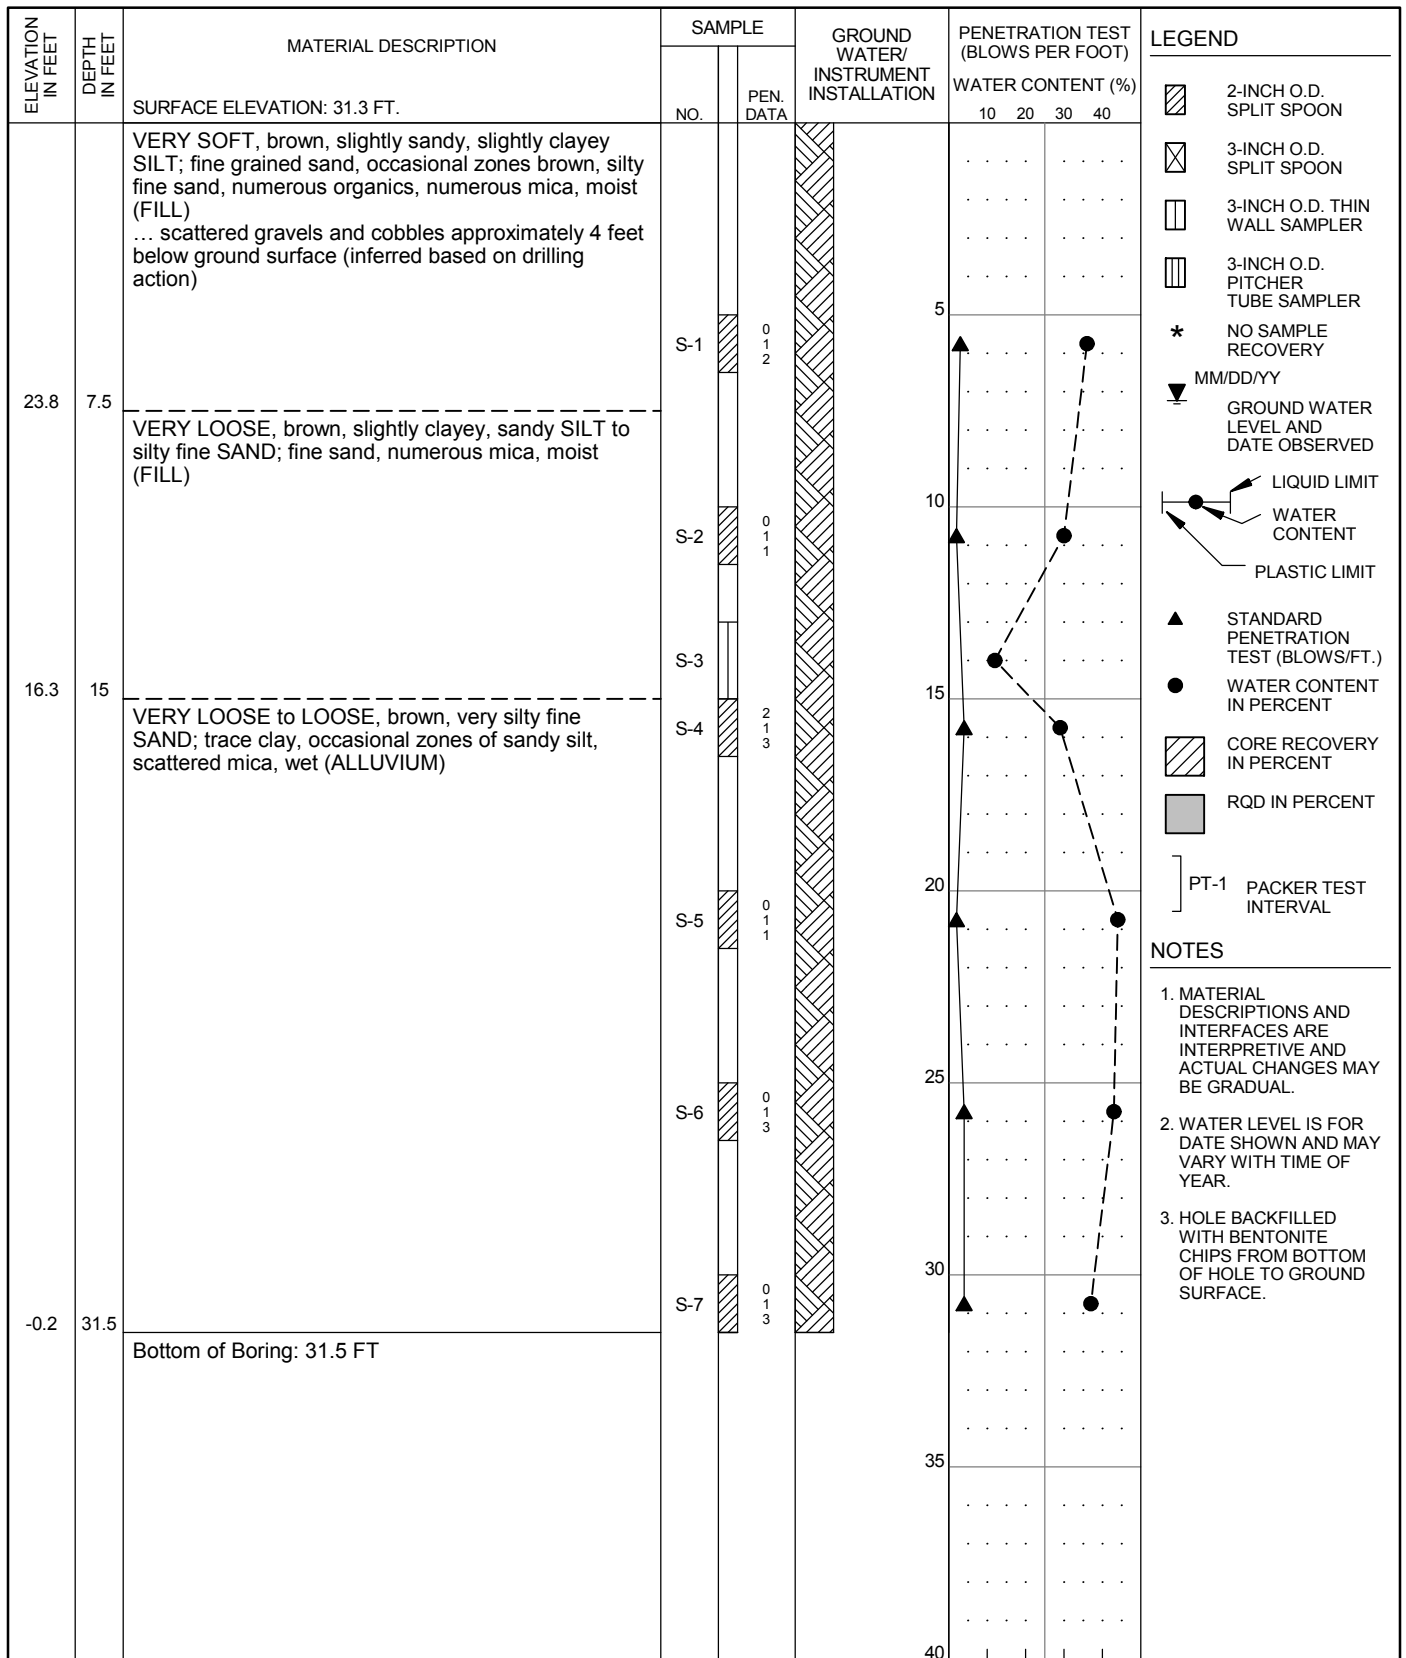 ELEVATION
IN FEET
DEPTH
IN FEET
MATERIAL DESCRIPTION
SURFACE ELEVATION: 31.3 FT.
SAMPLE
NO.
PEN.
DATA
GROUND
WATER/
INSTRUMENT
INSTALLATION
PENETRATION TEST
(BLOWS PER FOOT)
WATER CONTENT (%)
10 20 30 40
VERY SOFT, brown, slightly sandy, slightly clayey
SILT; fine grained sand, occasional zones brown, silty
fine sand, numerous organics, numerous mica, moist
(FILL)
... scattered gravels and cobbles approximately 4 feet
below ground surface (inferred based on drilling
action)
5
S-1
0
1
2
23.8 7.5
VERY LOOSE, brown, slightly clayey, sandy SILT to
silty fine SAND; fine sand, numerous mica, moist
(FILL)
10
S-2
0
1
1
S-3
16.3 15
15
VERY LOOSE to LOOSE, brown, very silty fine
SAND; trace clay, occasional zones of sandy silt,
scattered mica, wet (ALLUVIUM)
S-4
2
1
3
20
S-5
0
1
1
25
S-6
0
1
3
30
S-7
0
1
3
-0.2 31.5
Bottom of Boring: 31.5 FT
35
40
LEGEND
2-INCH O.D.
SPLIT SPOON
3-INCH O.D.
SPLIT SPOON
3-INCH O.D. THIN
WALL SAMPLER
3-INCH O.D.
PITCHER
TUBE SAMPLER
* NO SAMPLE
RECOVERY
MM/DD/YY
GROUND WATER
LEVEL AND
DATE OBSERVED
LIQUID LIMIT
WATER
CONTENT
PLASTIC LIMIT
STANDARD
PENETRATION
TEST (BLOWS/FT.)
WATER CONTENT
IN PERCENT
CORE RECOVERY
IN PERCENT
RQD IN PERCENT
PT-1 PACKER TEST
INTERVAL
NOTES
1. MATERIAL
DESCRIPTIONS AND
INTERFACES ARE
INTERPRETIVE AND
ACTUAL CHANGES MAY
BE GRADUAL.
2. WATER LEVEL IS FOR
DATE SHOWN AND MAY
VARY WITH TIME OF
YEAR.
3. HOLE BACKFILLED
WITH BENTONITE
CHIPS FROM BOTTOM
OF HOLE TO GROUND
SURFACE.